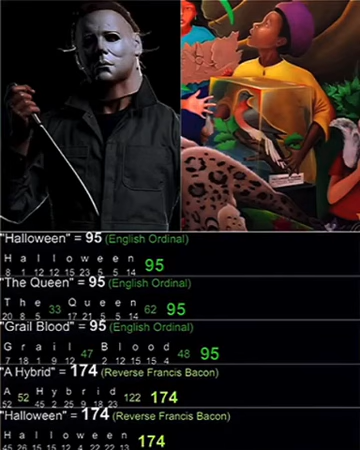 "Halloween" = 95 (English Ordinal)
H a l l o w e e n
8 1 12 12 15 23 5 5 14 95
"The Queen" = 95 (English Ordinal)
T h e Q u e e n
20 8 5 33 17 21 5 5 14 62 95
"Grail Blood" = 95 (English Ordinal)
G r a i l B l o o d
7 18 1 9 12 47 2 12 15 15 4 48 95
"A Hybrid" = 174 (Reverse Francis Bacon)
A H y b r i d
52 52 45 2 25 9 18 23 122 174
"Halloween" = 174 (Reverse Francis Bacon)
H a l l o w e e n
45 26 15 15 12 4 22 22 13 174